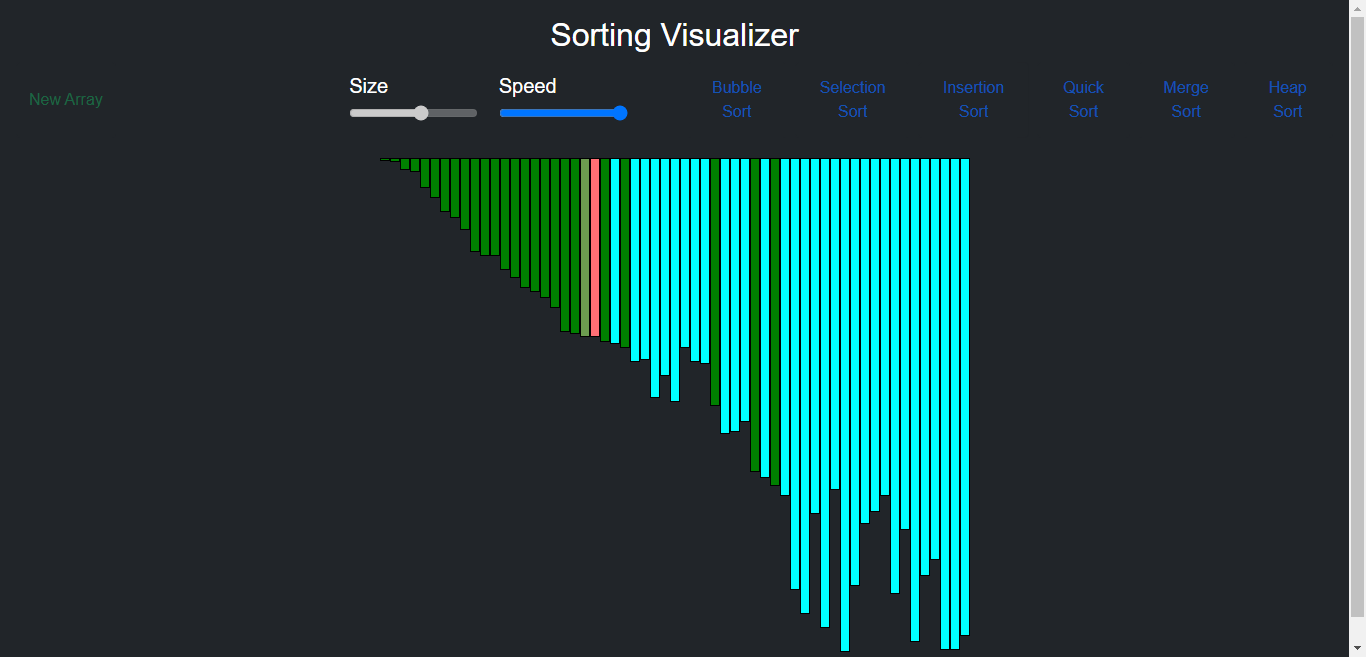 Sorting Visualizer
New Array
Size
Speed
Bubble
Sort
Selection
Sort
Insertion
Sort
Quick
Sort
Merge
Sort
Heap
Sort